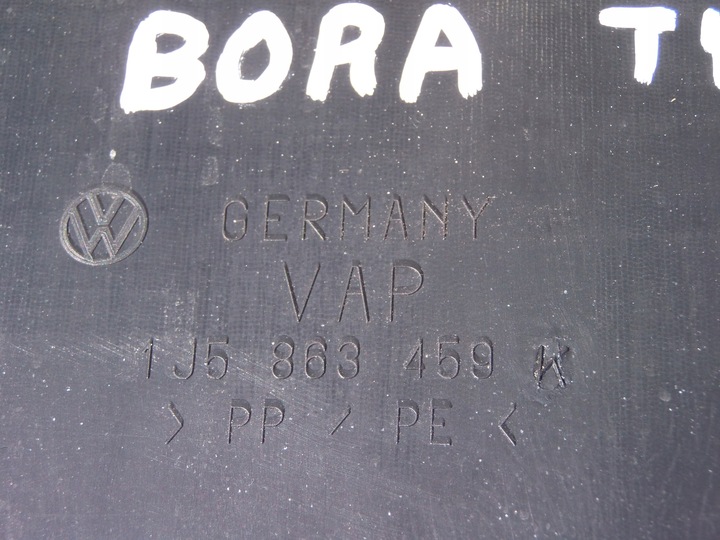 BORA
GERMANY
VAP
1J5 863 459
> PP / PE <